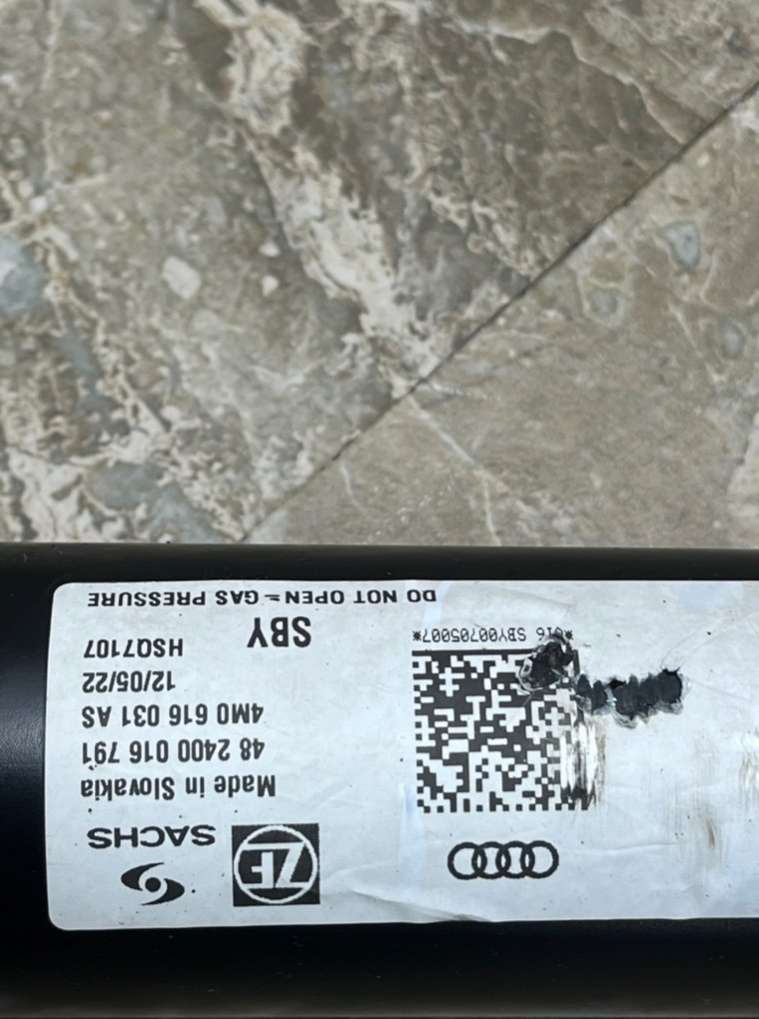 ZF
SACHS
Made in Slovakia
48 2400 016 791
4M0 616 031 AS
12/05/22
SBY HSQ7107
SBY00705007*
DO NOT OPEN - GAS PRESSURE